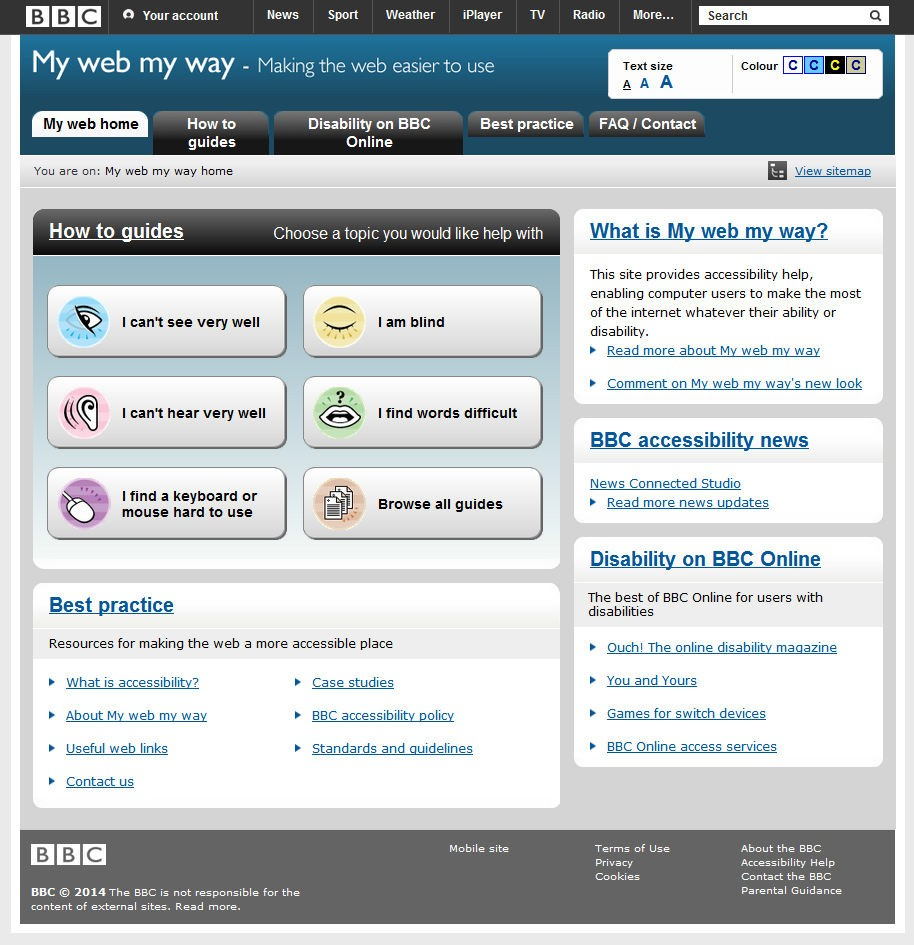 BBC Your account News Sport Weather iPlayer TV Radio More... Search
My web my way - Making the web easier to use
Text size
A A A
Colour C C C C
My web home
How to
guides
Disability on BBC
Online
Best practice
FAQ / Contact
You are on: My web my way home
View sitemap
How to guides
Choose a topic you would like help with
I can't see very well
I am blind
I can't hear very well
? I find words difficult
I find a keyboard or
mouse hard to use
Browse all guides
Best practice
Resources for making the web a more accessible place
What is accessibility?
Case studies
About My web my way
BBC accessibility policy
Useful web links
Standards and guidelines
Contact us
What is My web my way?
This site provides accessibility help,
enabling computer users to make the most
of the internet whatever their ability or
disability.
Read more about My web my way
Comment on My web my way's new look
BBC accessibility news
News Connected Studio
Read more news updates
Disability on BBC Online
The best of BBC Online for users with
disabilities
Ouch! The online disability magazine
You and Yours
Games for switch devices
BBC Online access services
BBC
BBC © 2014 The BBC is not responsible for the
content of external sites. Read more.
Mobile site
Terms of Use
Privacy
Cookies
About the BBC
Accessibility Help
Contact the BBC
Parental Guidance